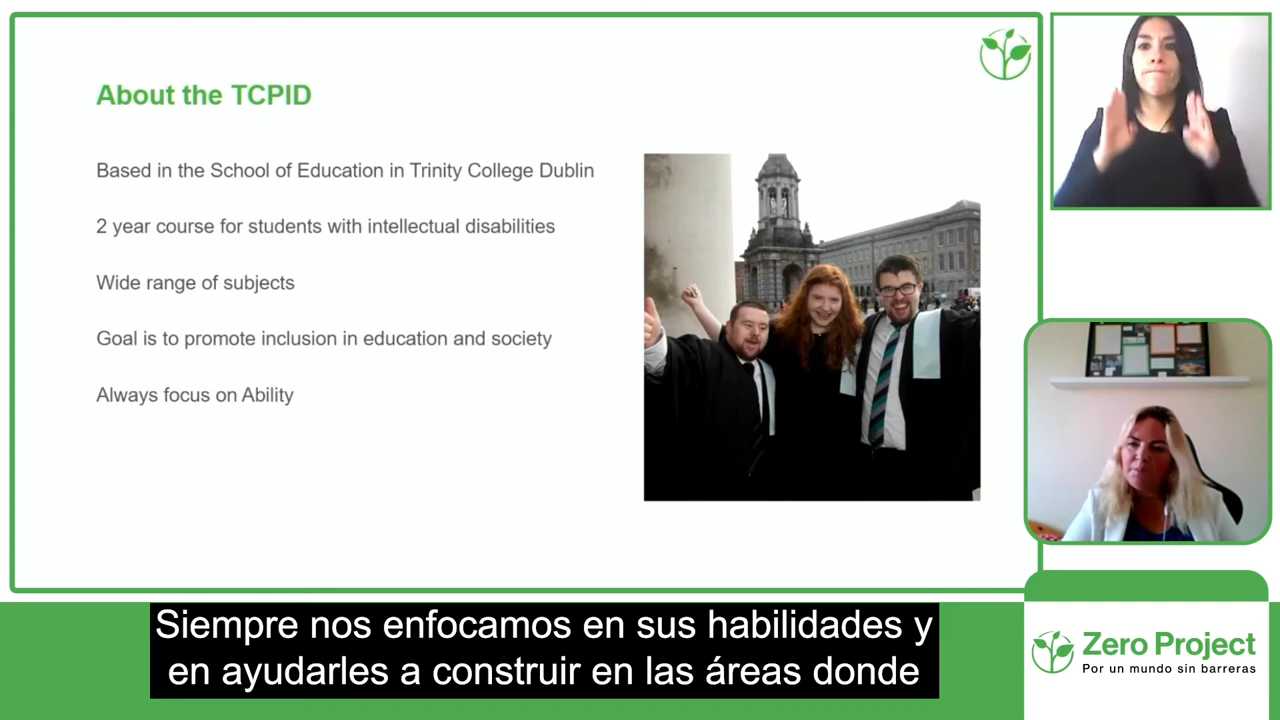 About the TCPID
Based in the School of Education in Trinity College Dublin
2 year course for students with intellectual disabilities
Wide range of subjects
Goal is to promote inclusion in education and society
Always focus on Ability
Siempre nos enfocamos en sus habilidades y
en ayudarles a construir en las áreas donde
Zero Project
Por un mundo sin barreras